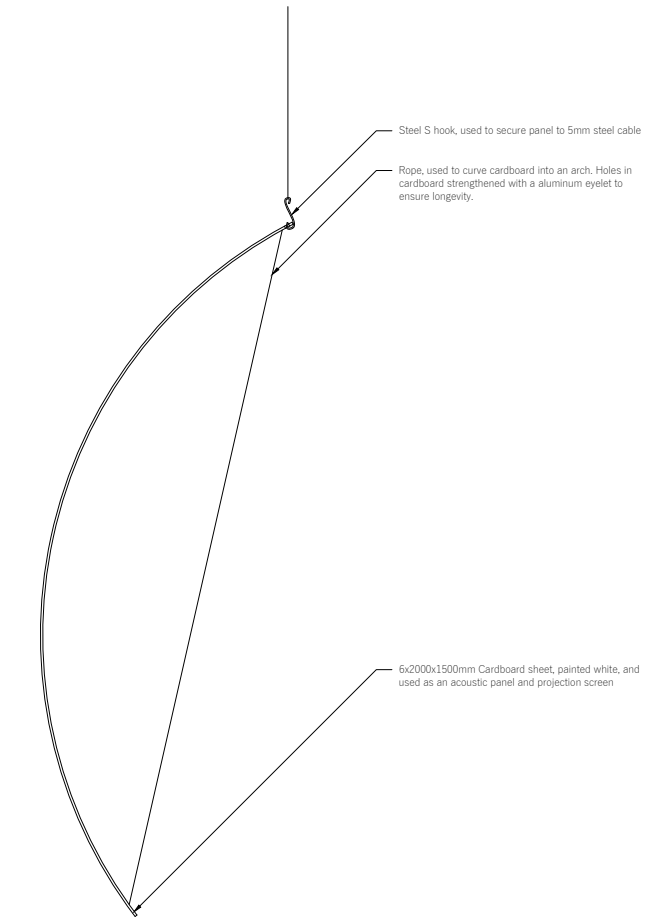 Steel S hook, used to secure panel to 5mm steel cable
Rope, used to curve cardboard into an arch. Holes in
cardboard strengthened with a aluminum eyelet to
ensure longevity.
6x2000x1500mm Cardboard sheet, painted white, and
used as an acoustic panel and projection screen